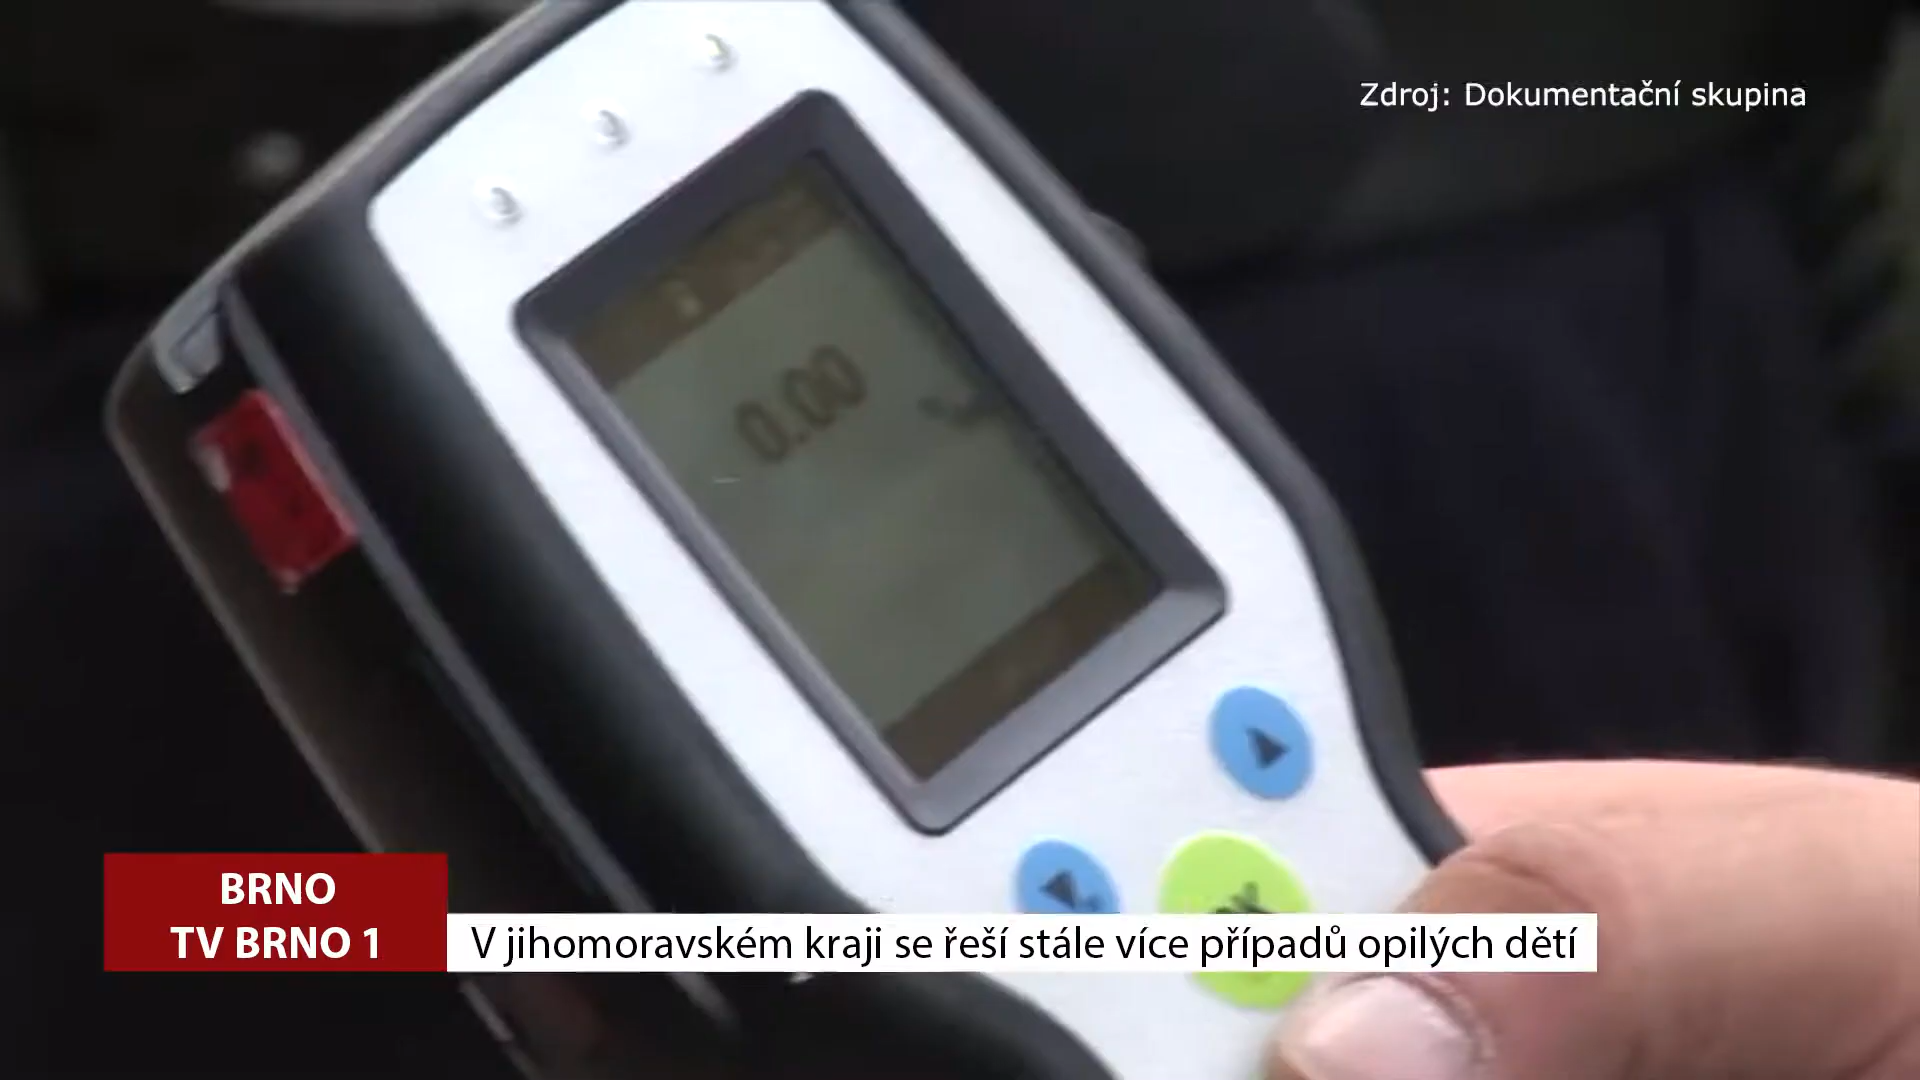 Zdroj: Dokumentační skupina
0.00
BRNO
TV BRNO 1
V jihomoravském kraji se řeší stále více případů opilých dětí